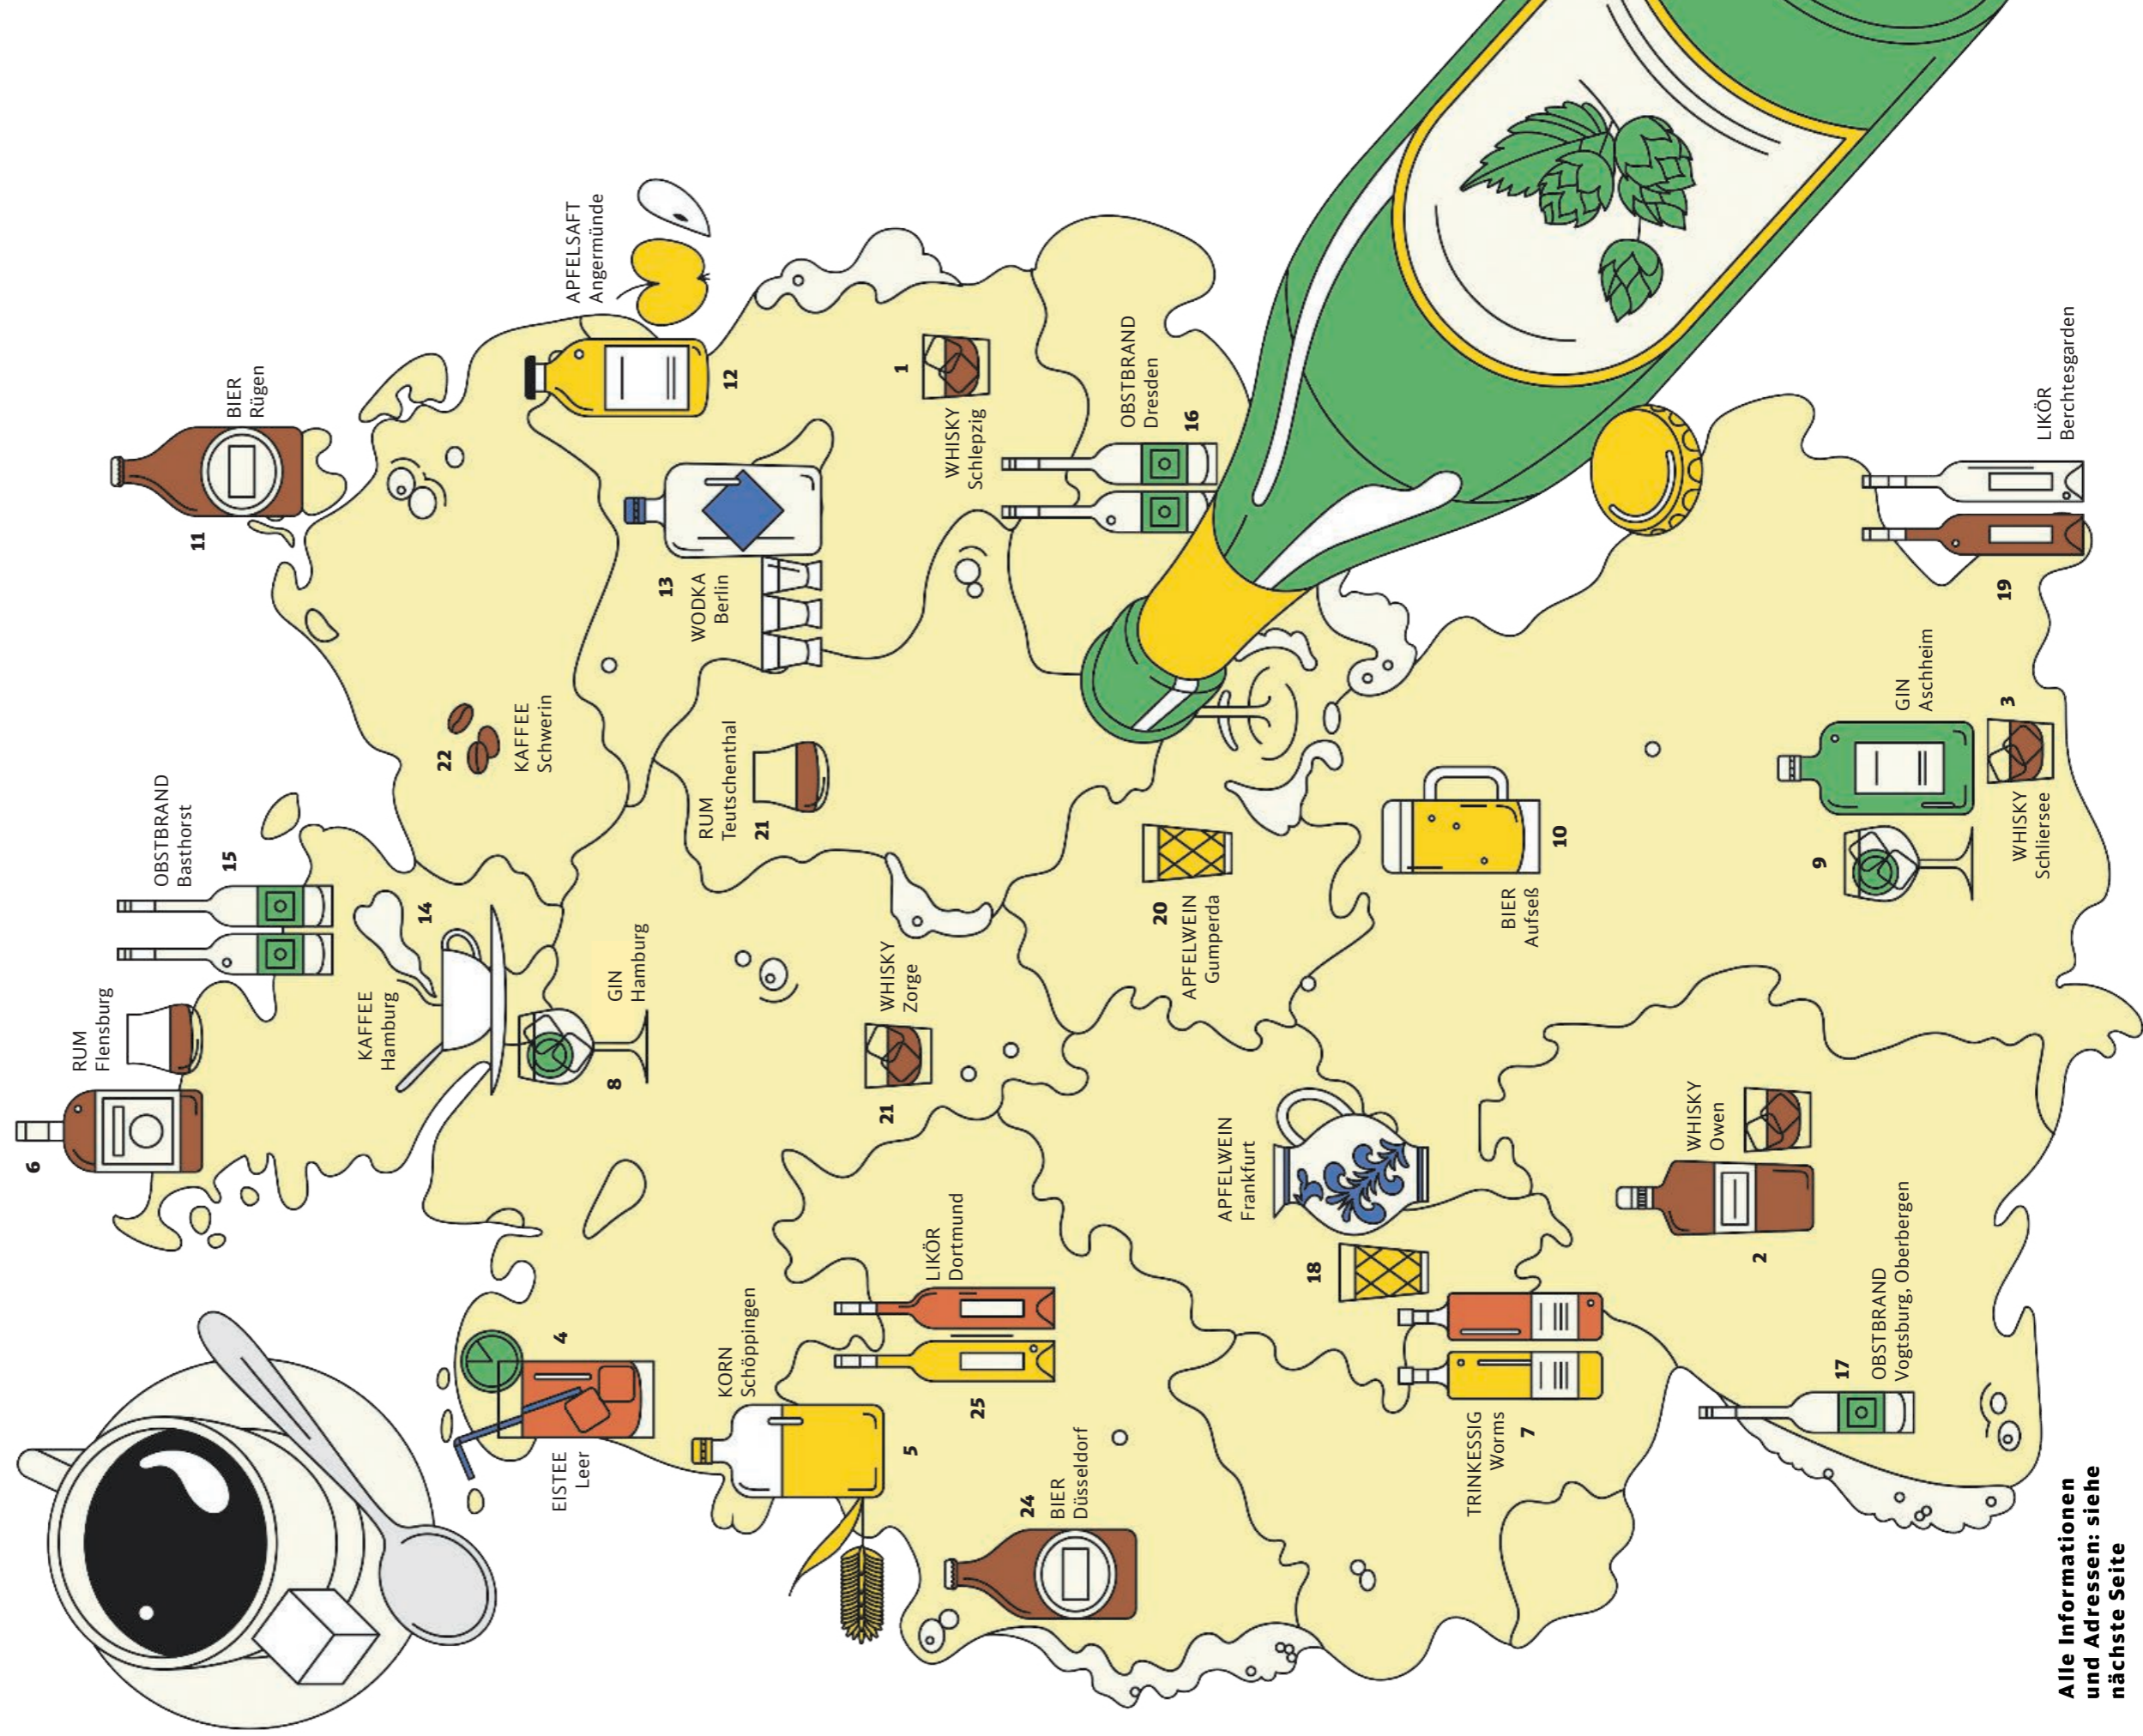 6
RUM
Flensburg
OBSTBRAND
Basthorst
15
11
BIER
Rügen
KAFFEE
Hamburg
14
22
KAFFEE
Schwerin
APFELSAFT
Angermünde
12
4
EISTEE
Leer
8
GIN
Hamburg
13
WODKA
Berlin
KORN
Schöppingen
5
RUM
Teutschenthal
21
WHISKY
Zorge
21
1
WHISKY
Schlepzig
LIKÖR
Dortmund
25
24
BIER
Düsseldorf
OBSTBRAND
Dresden
16
20
APFELWEIN
Gumperda
APFELWEIN
Frankfurt
18
TRINKESSIG
Worms
7
BIER
Aufseß
10
WHISKY
Owen
2
17
OBSTBRAND
Vogtsburg, Oberbergen
9
GIN
Aschheim
3
WHISKY
Schliersee
19
LIKÖR
Berchtesgarden
Alle Informationen
und Adressen: siehe
nächste Seite